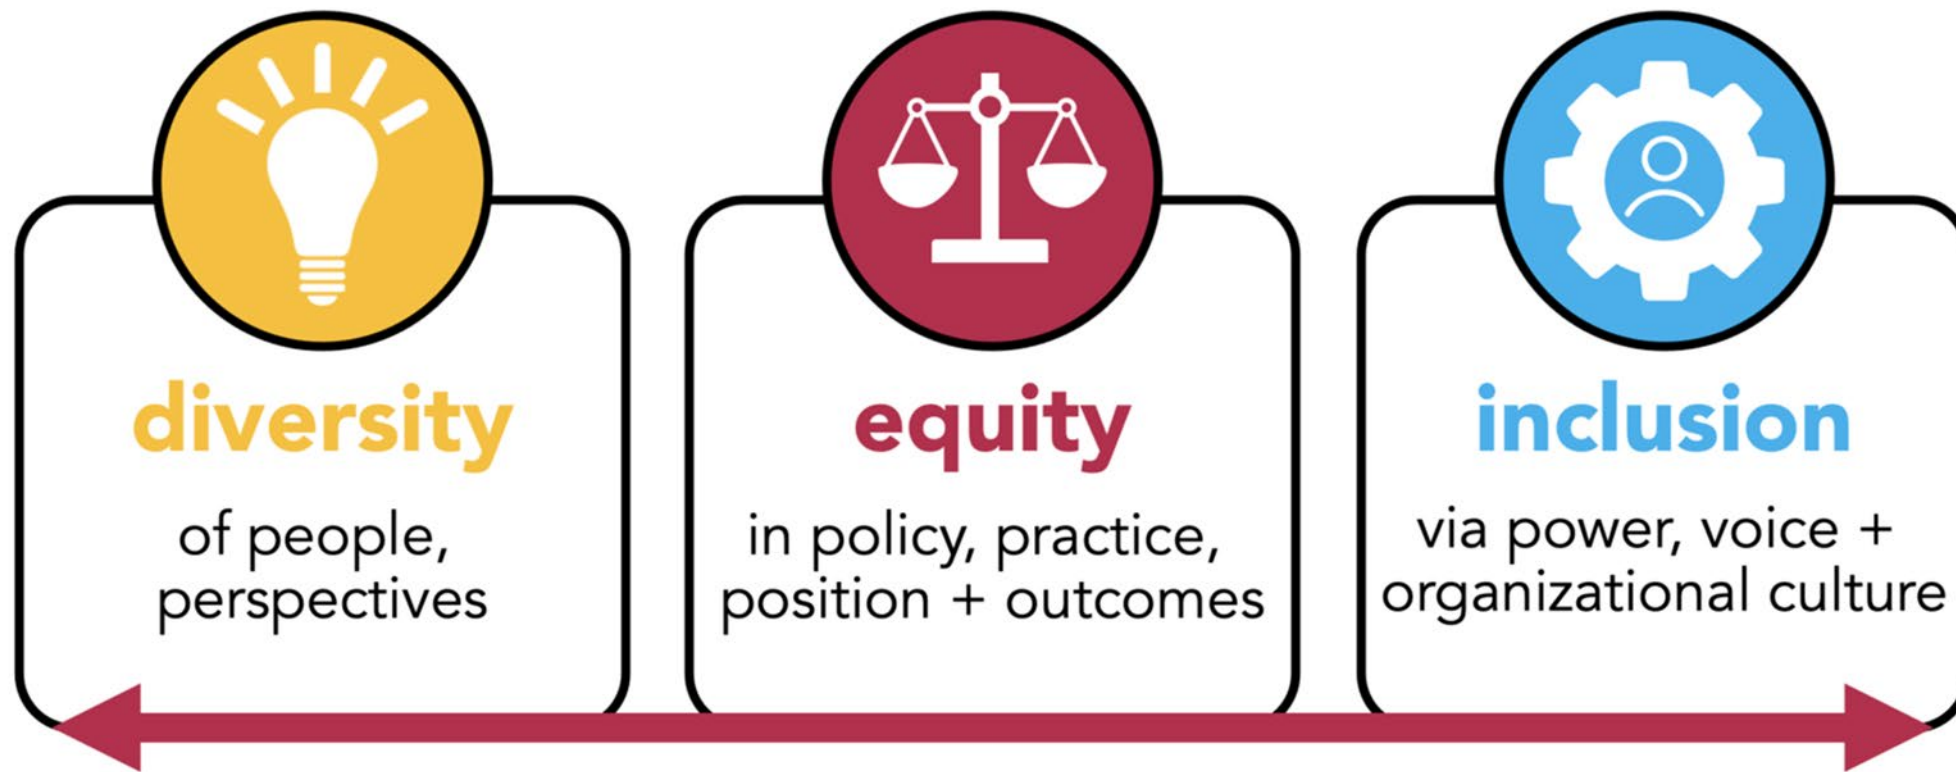 diversity
of people,
perspectives
equity
in policy, practice,
position + outcomes
inclusion
via power, voice +
organizational culture